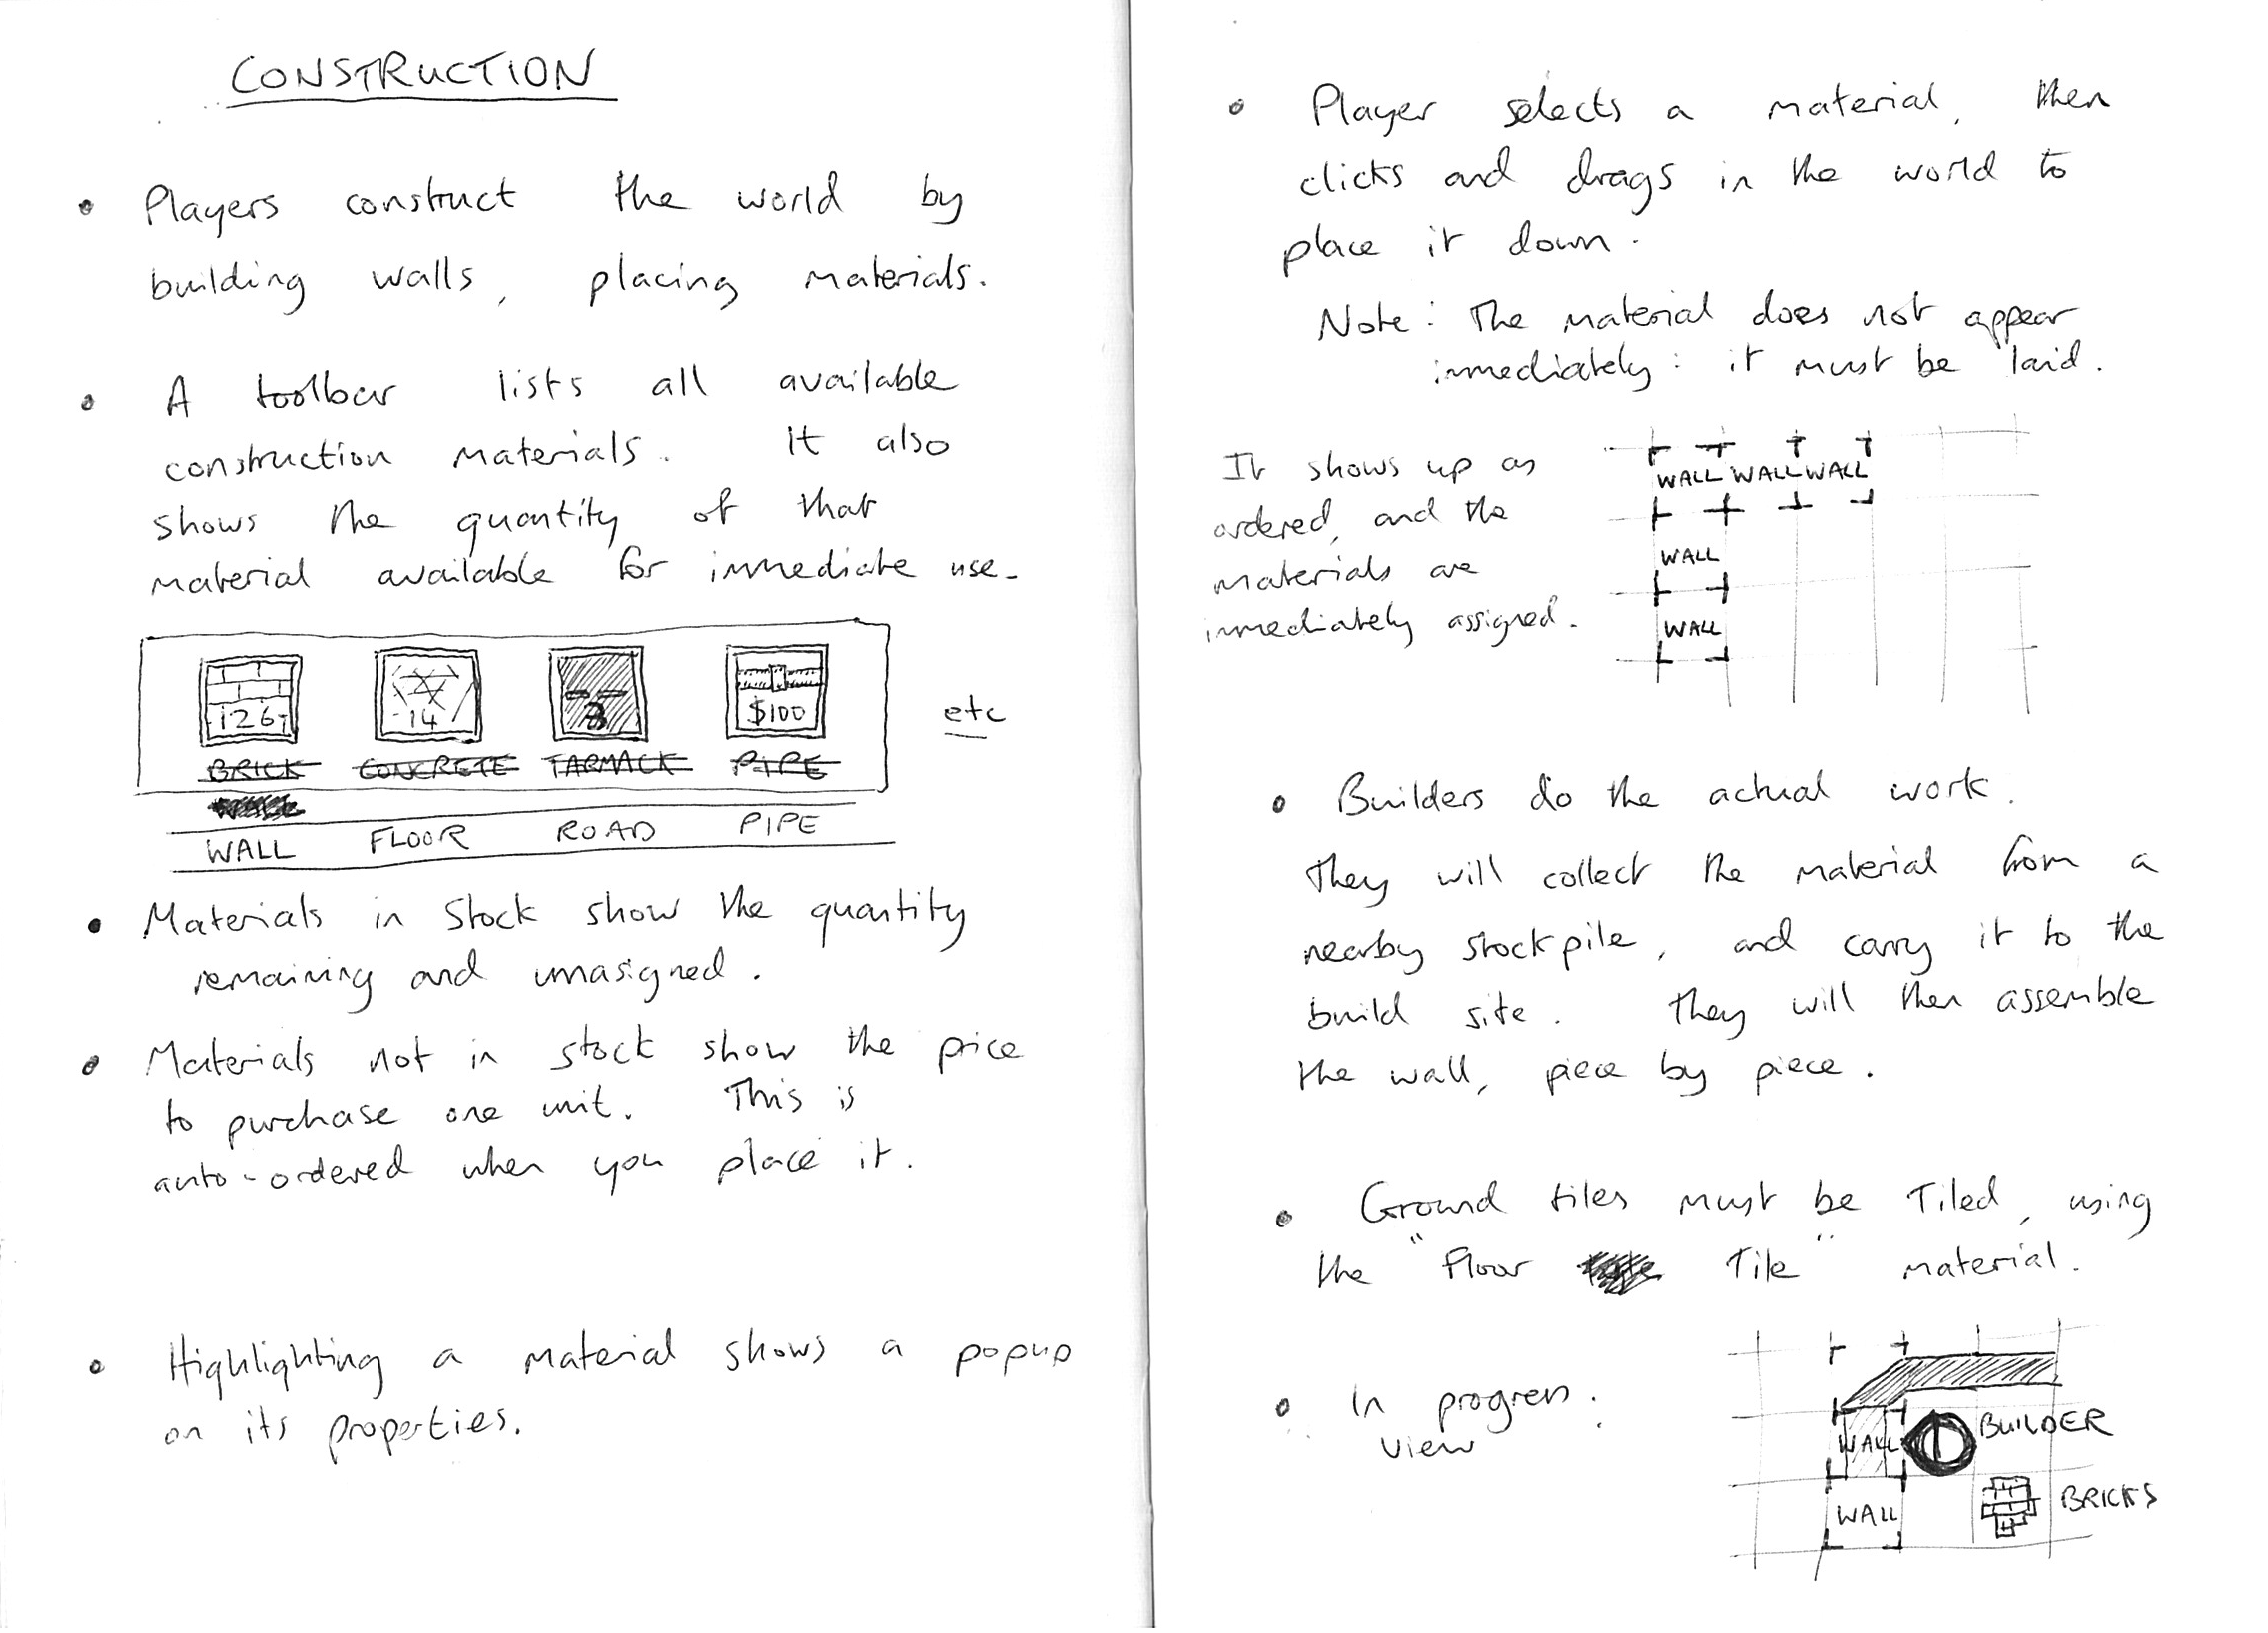 CONSTRUCTION
• Players construct the world by
building walls, placing materials.
• A toolbar lists all available
construction materials. It also
shows the quantity of that
material available for immediate use.
126 14 8 $100
etc
BRICK CONCRETE TARMACK PIPE
WALL FLOOR ROAD PIPE
• Materials in Stock show the quantity
remaining and unasigned.
• Materials not in stock show the price
to purchase one unit. This is
auto-ordered when you place it.
• Highlighting a material shows a popup
on its properties.
• Player selects a material, then
clicks and drags in the world to
place it down.
Note: The material does not appear
immediately: it must be laid.
It shows up as
ordered, and the
materials are
immediately assigned.
WALL WALL WALL
WALL
WALL
• Builders do the actual work.
They will collect the material from a
nearby stockpile, and carry it to the
build site. They will then assemble
the wall, piece by piece.
• Ground tiles must be Tiled, using
the "Floor Tile" material.
• In progress
view
WALL BUILDER
WALL BRICKS